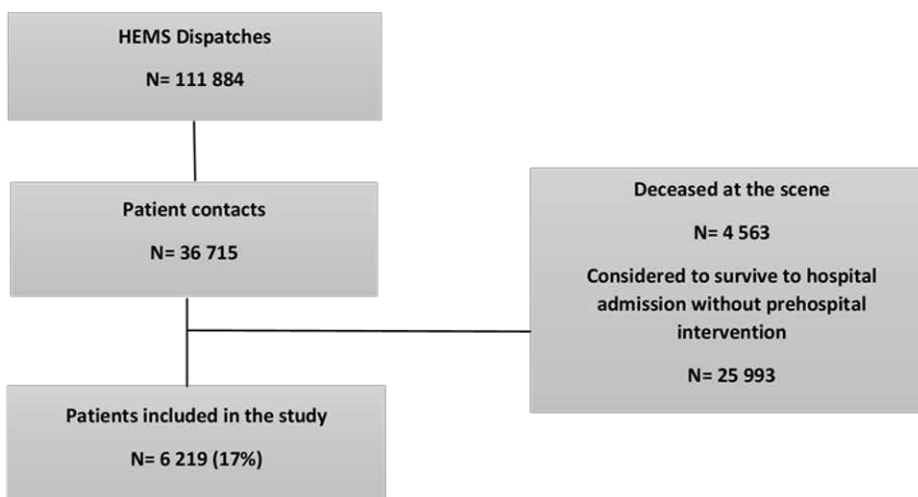 HEMS Dispatches
N= 111 884
Patient contacts
N= 36 715
Deceased at the scene
N= 4 563
Considered to survive to hospital
admission without prehospital
intervention
N= 25 993
Patients included in the study
N= 6 219 (17%)